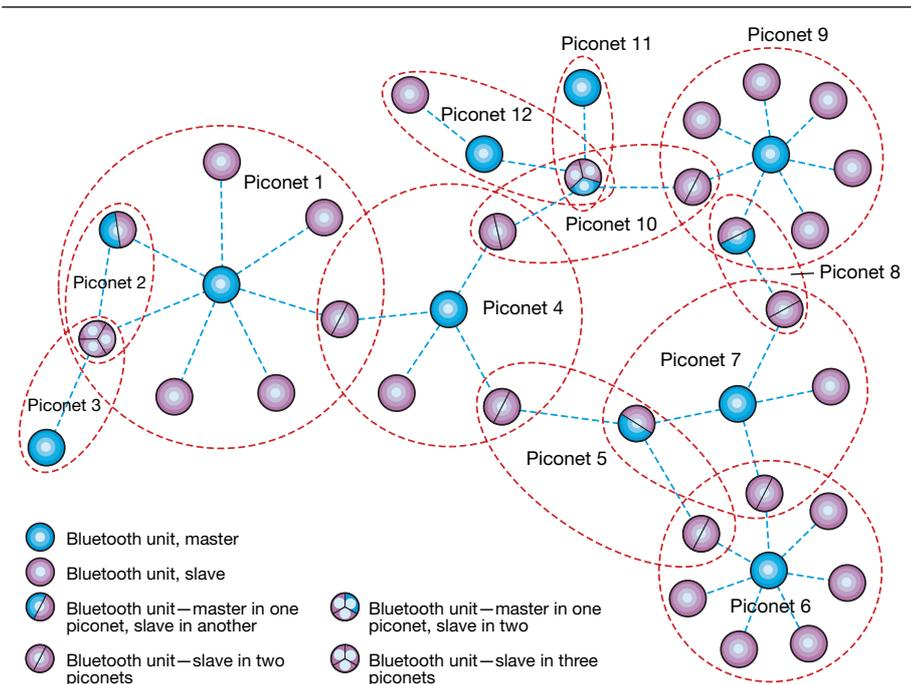 Piconet 9
Piconet 11
Piconet 12
Piconet 1
Piconet 10
Piconet 8
Piconet 2
Piconet 4
Piconet 7
Piconet 3
Piconet 5
Piconet 6
Bluetooth unit, master
Bluetooth unit, slave
Bluetooth unit—master in one
piconet, slave in another
Bluetooth unit—slave in two
piconets
Bluetooth unit—master in one
piconet, slave in two
Bluetooth unit—slave in three
piconets